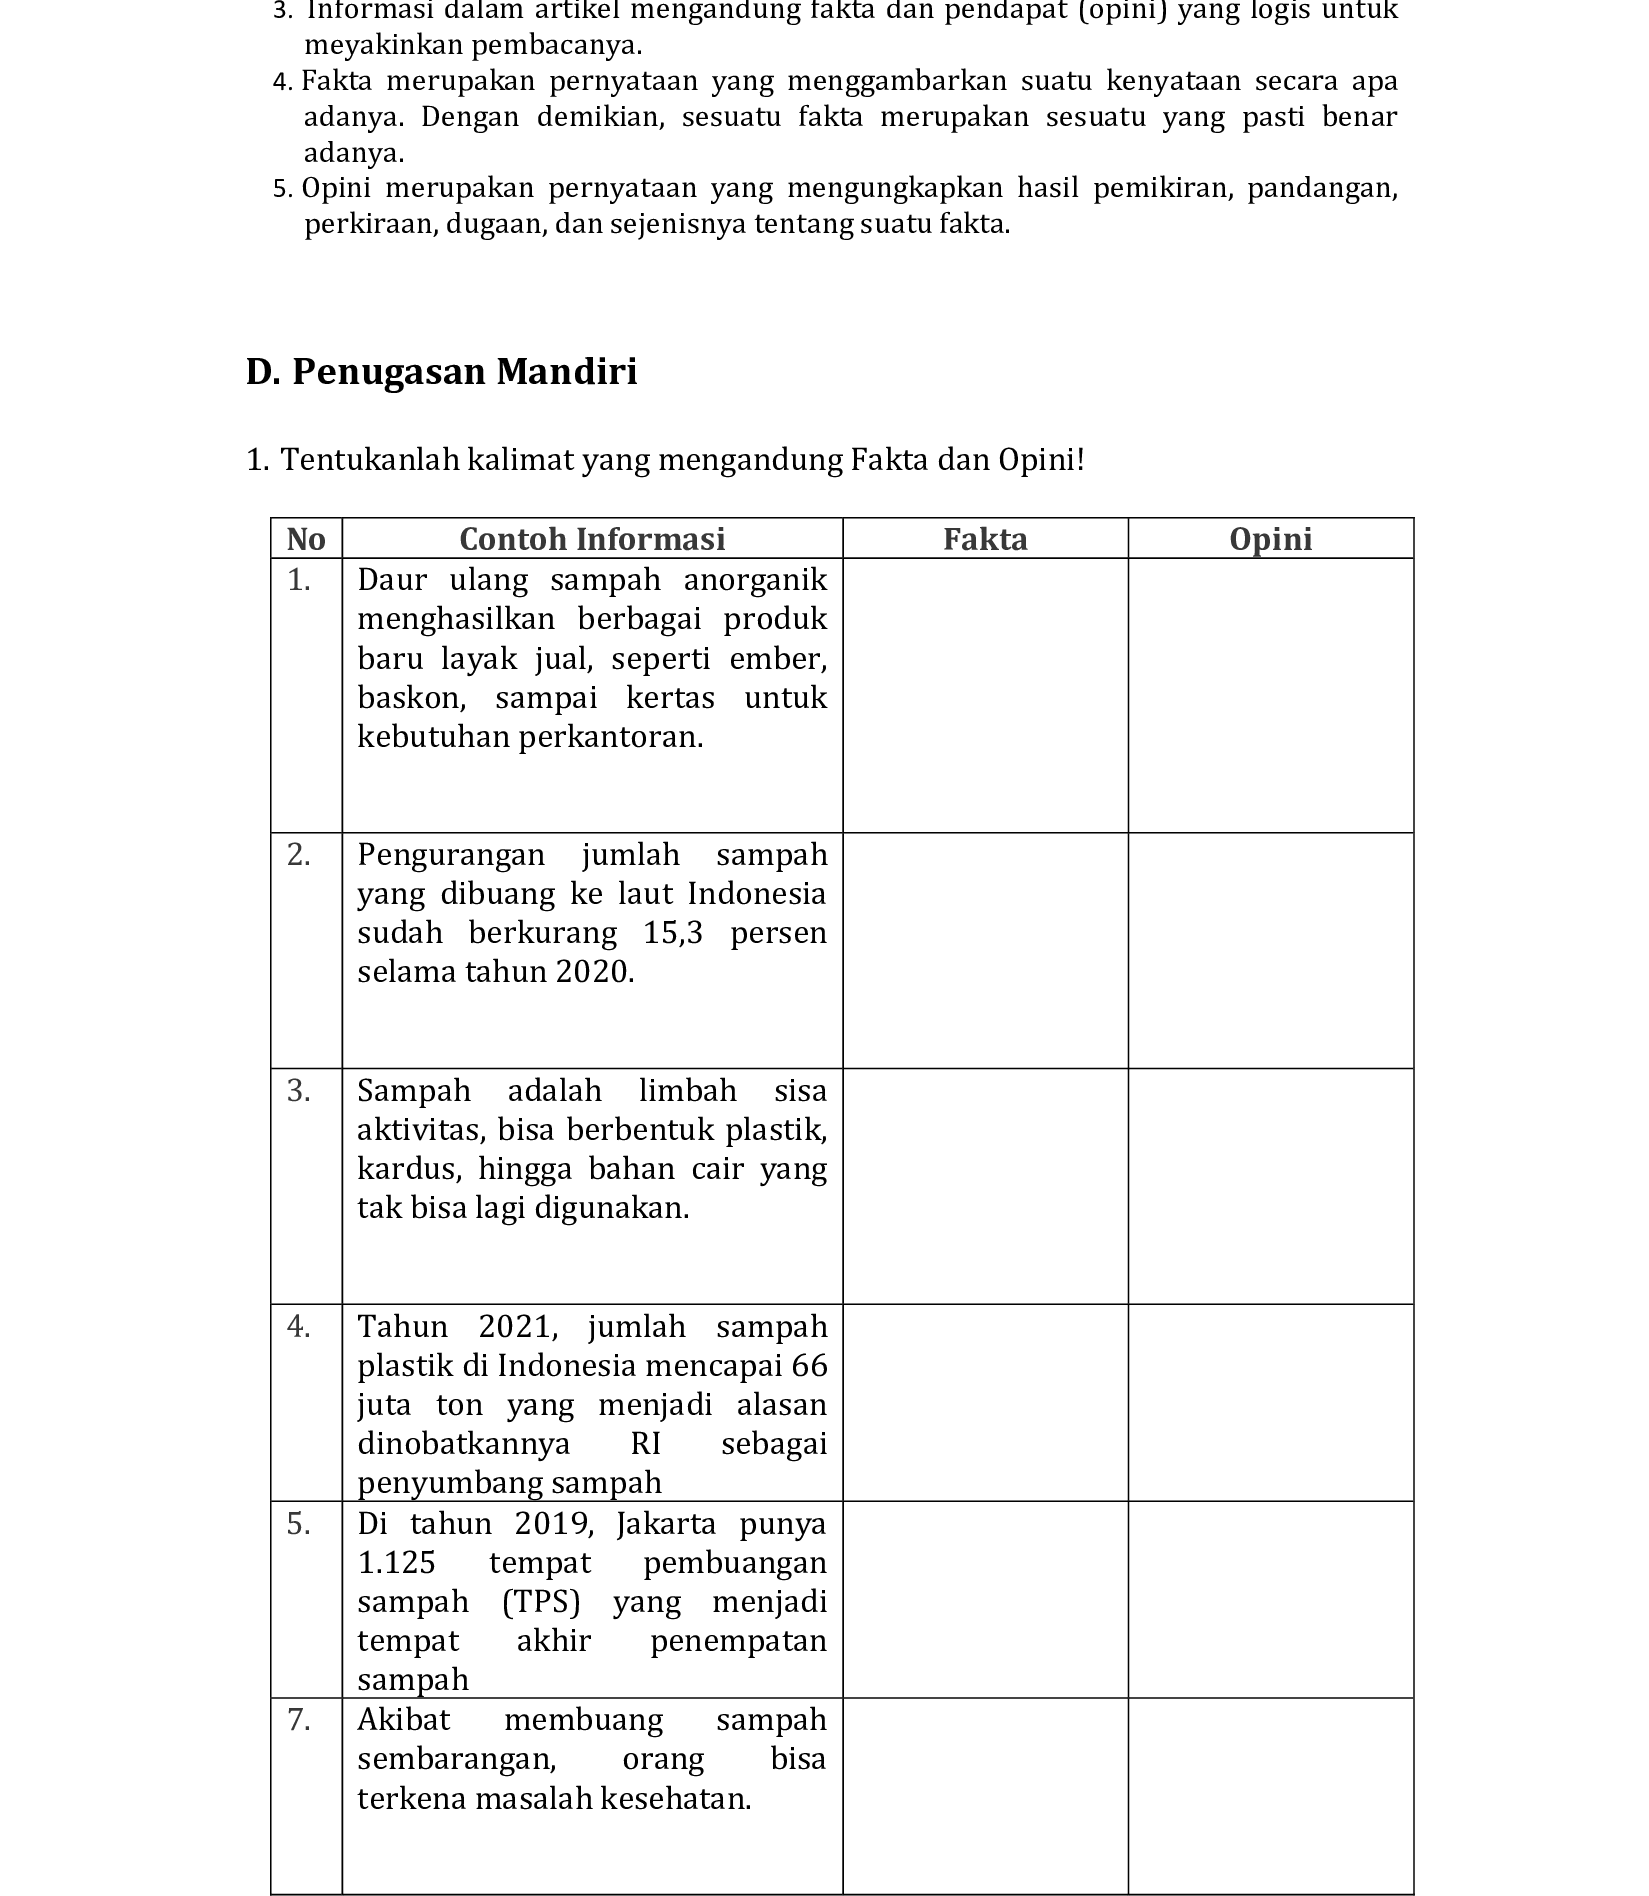 3. Informasi dalam artikel mengandung fakta dan pendapat (opini) yang logis untuk
meyakinkan pembacanya.
4. Fakta merupakan pernyataan yang menggambarkan suatu kenyataan secara apa
adanya. Dengan demikian, sesuatu fakta merupakan sesuatu yang pasti benar
adanya.
5. Opini merupakan pernyataan yang mengungkapkan hasil pemikiran, pandangan,
perkiraan, dugaan, dan sejenisnya tentang suatu fakta.
D. Penugasan Mandiri
1. Tentukanlah kalimat yang mengandung Fakta dan Opini!
No Contoh Informasi Fakta Opini
1. Daur ulang sampah anorganik
menghasilkan berbagai produk
baru layak jual, seperti ember,
baskon, sampai kertas untuk
kebutuhan perkantoran.
2. Pengurangan jumlah sampah
yang dibuang ke laut Indonesia
sudah berkurang 15,3 persen
selama tahun 2020.
3. Sampah adalah limbah sisa
aktivitas, bisa berbentuk plastik,
kardus, hingga bahan cair yang
tak bisa lagi digunakan.
4. Tahun 2021, jumlah sampah
plastik di Indonesia mencapai 66
juta ton yang menjadi alasan
dinobatkannya RI sebagai
penyumbang sampah
5. Di tahun 2019, Jakarta punya
1.125 tempat pembuangan
sampah (TPS) yang menjadi
tempat akhir penempatan
sampah
7. Akibat membuang sampah
sembarangan, orang bisa
terkena masalah kesehatan.